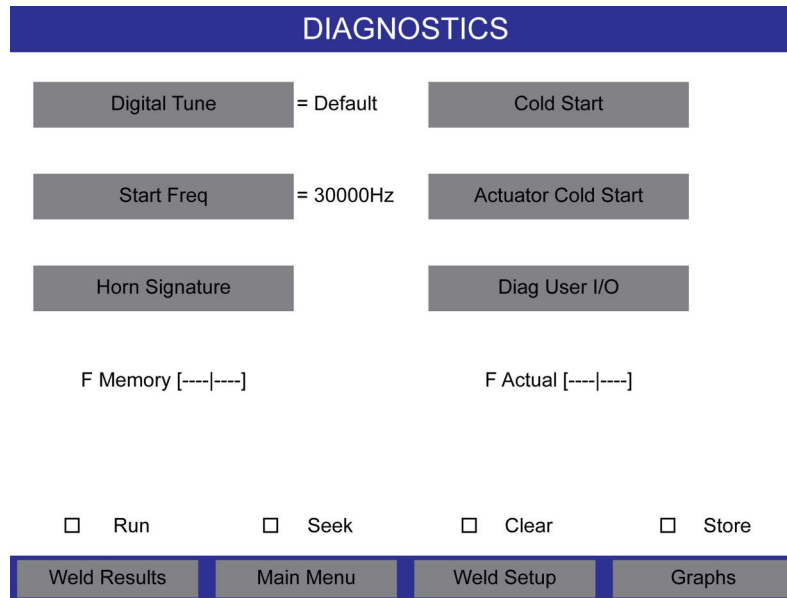 DIAGNOSTICS
Digital Tune = Default Cold Start
Start Freq = 30000Hz Actuator Cold Start
Horn Signature Diag User I/O
F Memory [----|----] F Actual [----|----]
Run Seek Clear Store
Weld Results Main Menu Weld Setup Graphs